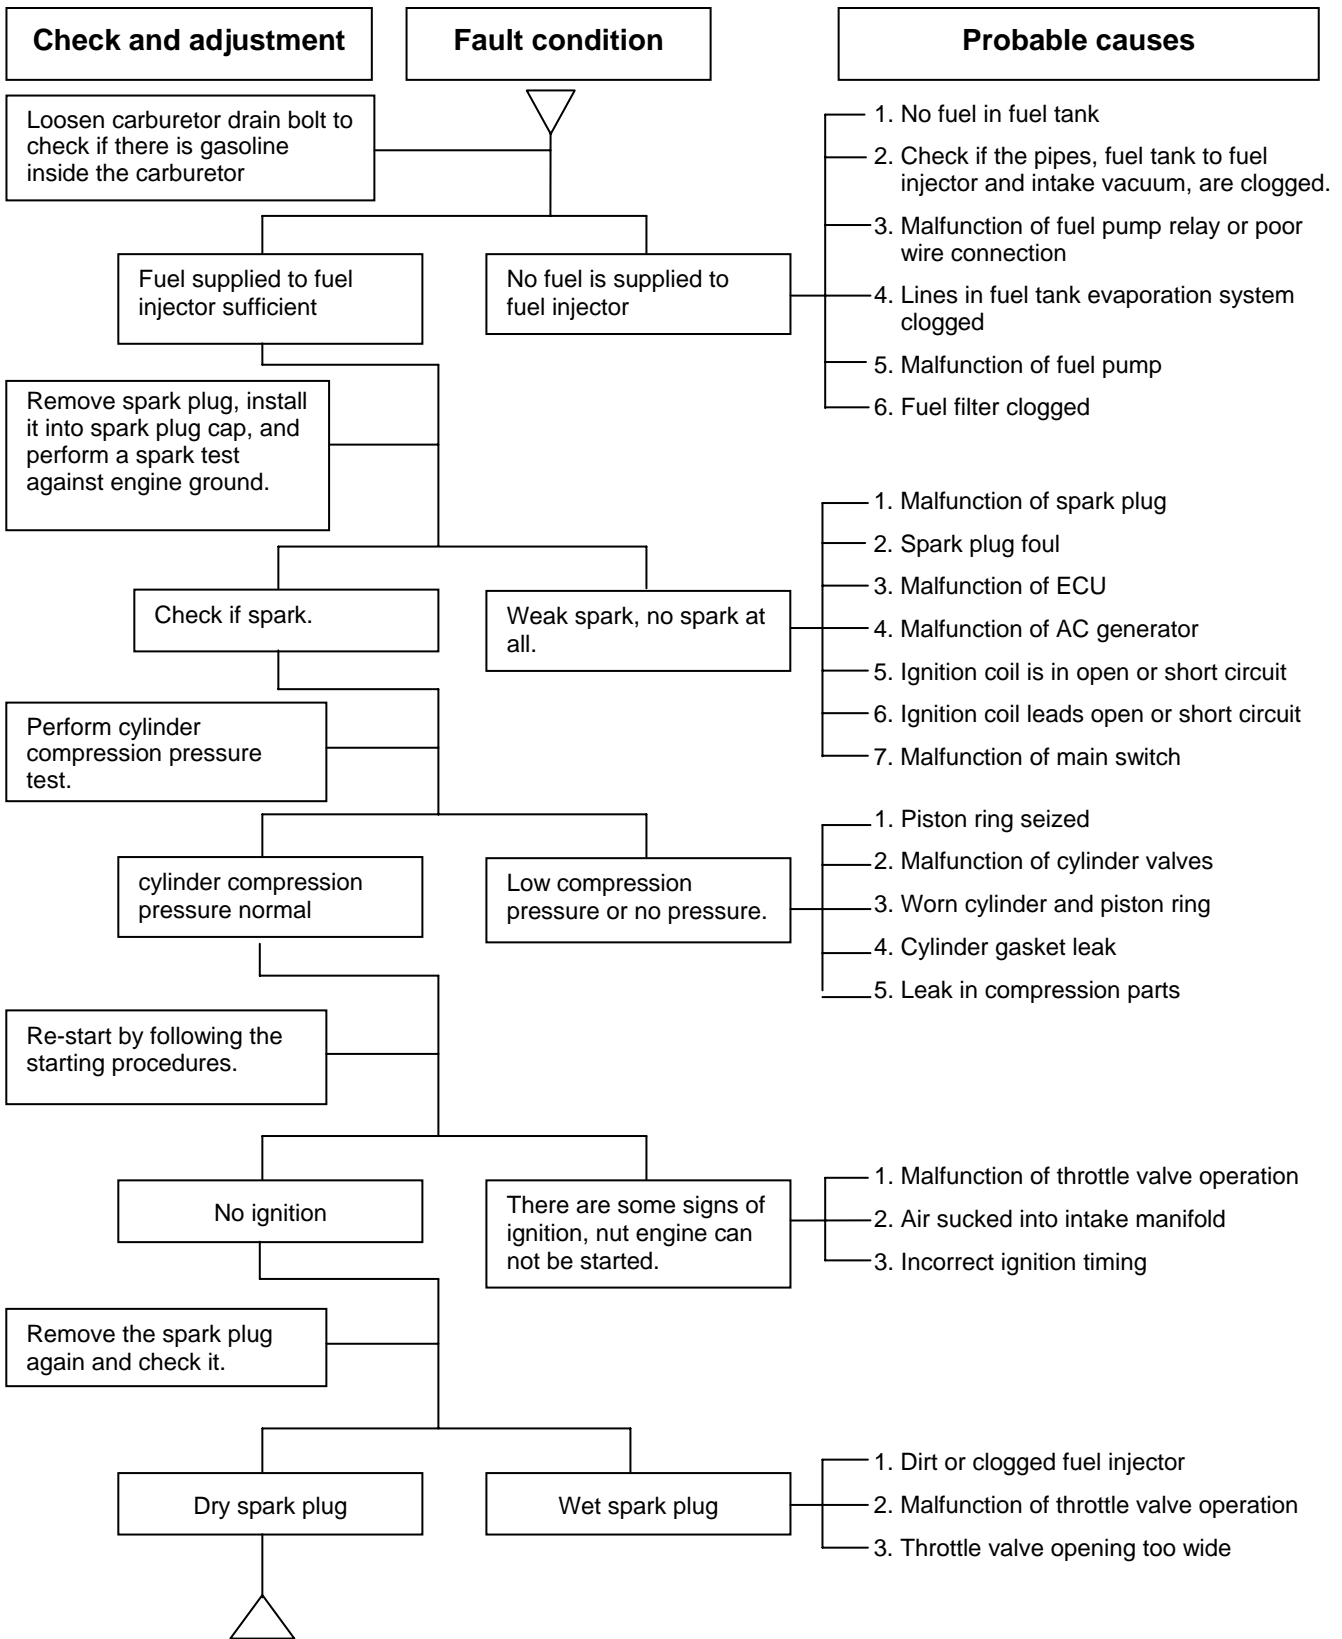 Check and adjustment
Fault condition
Probable causes
Loosen carburetor drain bolt to
check if there is gasoline
inside the carburetor
1. No fuel in fuel tank
2. Check if the pipes, fuel tank to fuel
injector and intake vacuum, are clogged.
3. Malfunction of fuel pump relay or poor
wire connection
4. Lines in fuel tank evaporation system
clogged
5. Malfunction of fuel pump
6. Fuel filter clogged
Fuel supplied to fuel
injector sufficient
No fuel is supplied to
fuel injector
Remove spark plug, install
it into spark plug cap, and
perform a spark test
against engine ground.
1. Malfunction of spark plug
2. Spark plug foul
3. Malfunction of ECU
4. Malfunction of AC generator
5. Ignition coil is in open or short circuit
6. Ignition coil leads open or short circuit
7. Malfunction of main switch
Check if spark.
Weak spark, no spark at
all.
Perform cylinder
compression pressure
test.
1. Piston ring seized
2. Malfunction of cylinder valves
3. Worn cylinder and piston ring
4. Cylinder gasket leak
5. Leak in compression parts
cylinder compression
pressure normal
Low compression
pressure or no pressure.
Re-start by following the
starting procedures.
No ignition
There are some signs of
ignition, nut engine can
not be started.
1. Malfunction of throttle valve operation
2. Air sucked into intake manifold
3. Incorrect ignition timing
Remove the spark plug
again and check it.
Dry spark plug
Wet spark plug
1. Dirt or clogged fuel injector
2. Malfunction of throttle valve operation
3. Throttle valve opening too wide